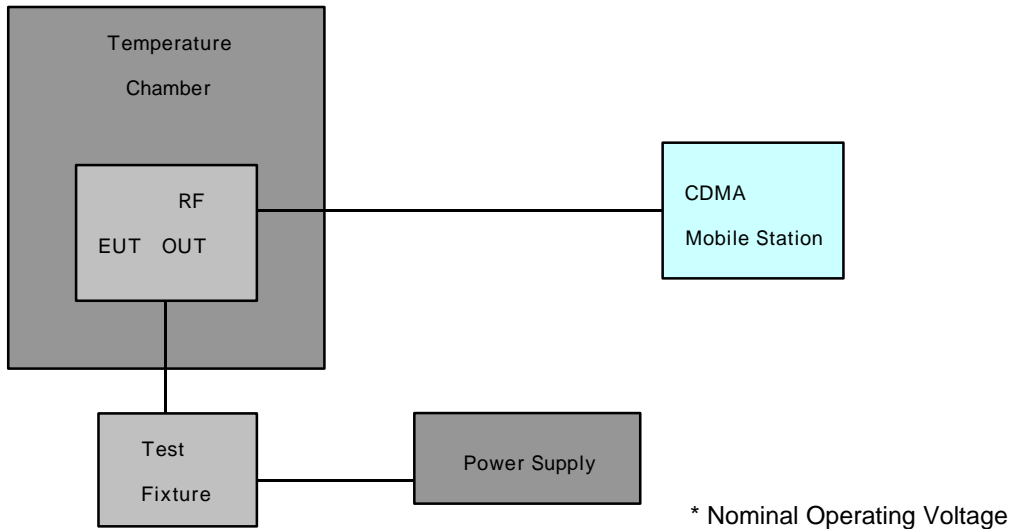 Temperature
Chamber
RF
EUT OUT
CDMA
Mobile Station
Test
Fixture
Power Supply
* Nominal Operating Voltage